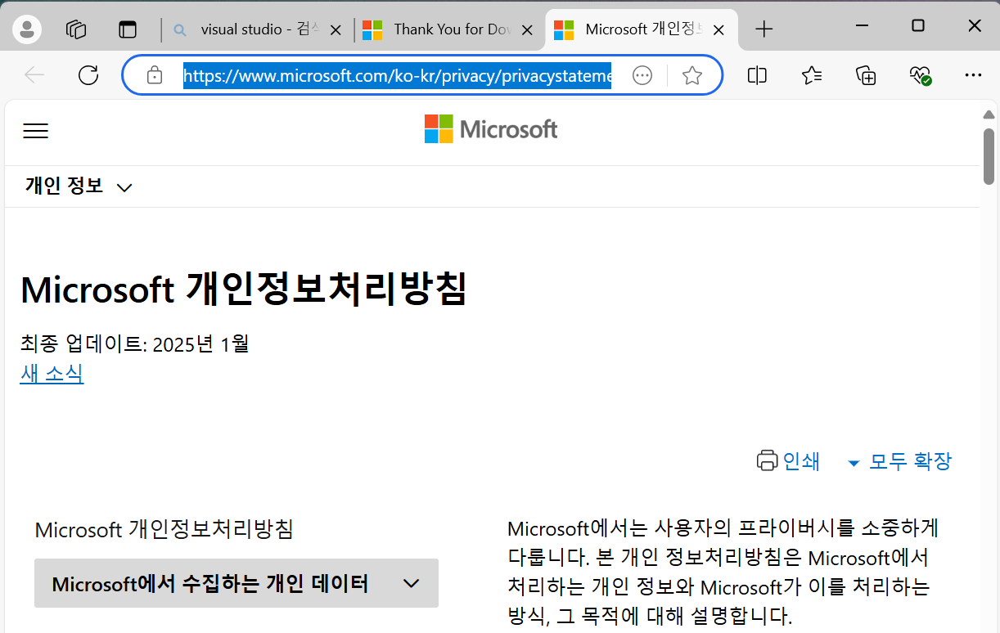 visual studio - 검색
Thank You for Dow
Microsoft 개인정보
https://www.microsoft.com/ko-kr/privacy/privacystateme
Microsoft
개인 정보
Microsoft 개인정보처리방침
최종 업데이트: 2025년 1월
새 소식
인쇄
모두 확장
Microsoft 개인정보처리방침
Microsoft에서 수집하는 개인 데이터
Microsoft에서는 사용자의 프라이버시를 소중하게
다룹니다. 본 개인 정보처리방침은 Microsoft에서
처리하는 개인 정보와 Microsoft가 이를 처리하는
방식, 그 목적에 대해 설명합니다.